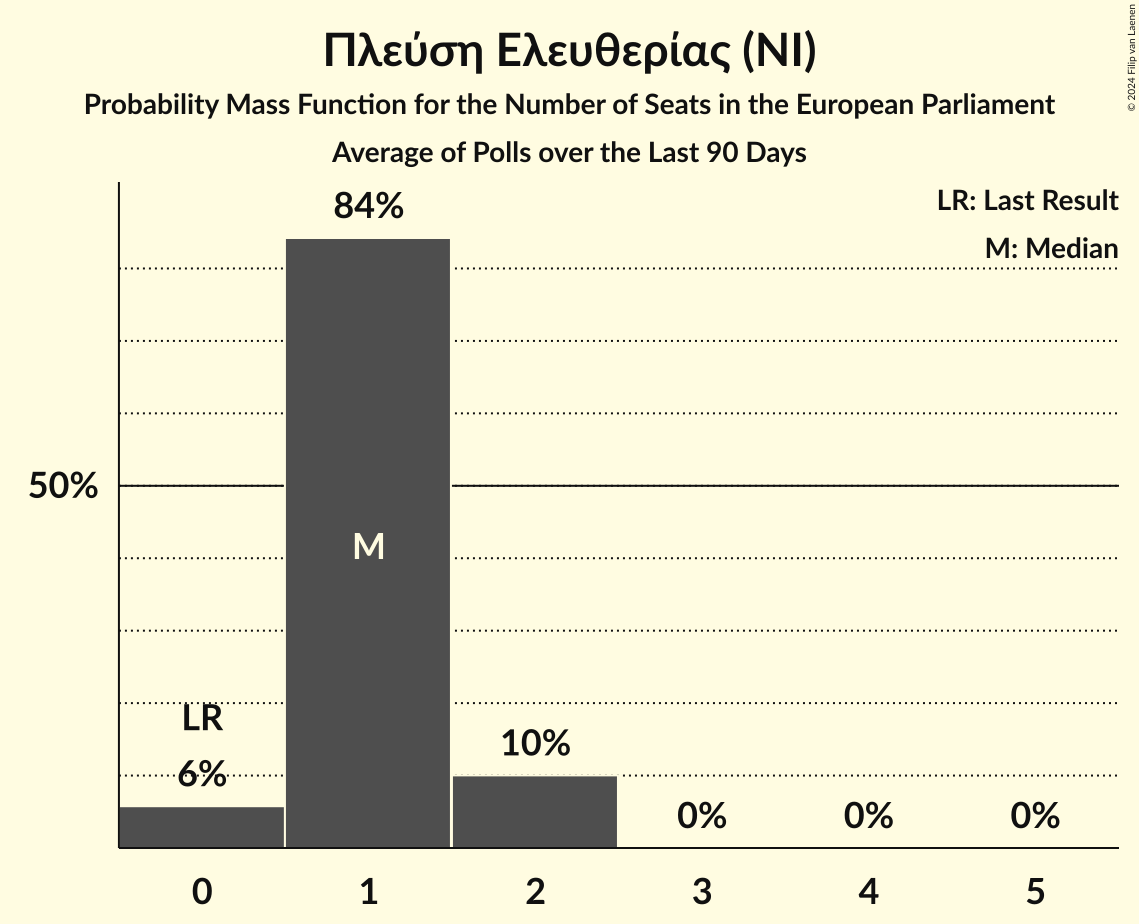 Πλεύση Ελευθερίας (NI)
Probability Mass Function for the Number of Seats in the European Parliament
Average of Polls over the Last 90 Days
© 2024 Filip van Laenen
LR: Last Result
M: Median
84%
50%
M
LR
6%
10%
0%
0%
0%
0 1 2 3 4 5